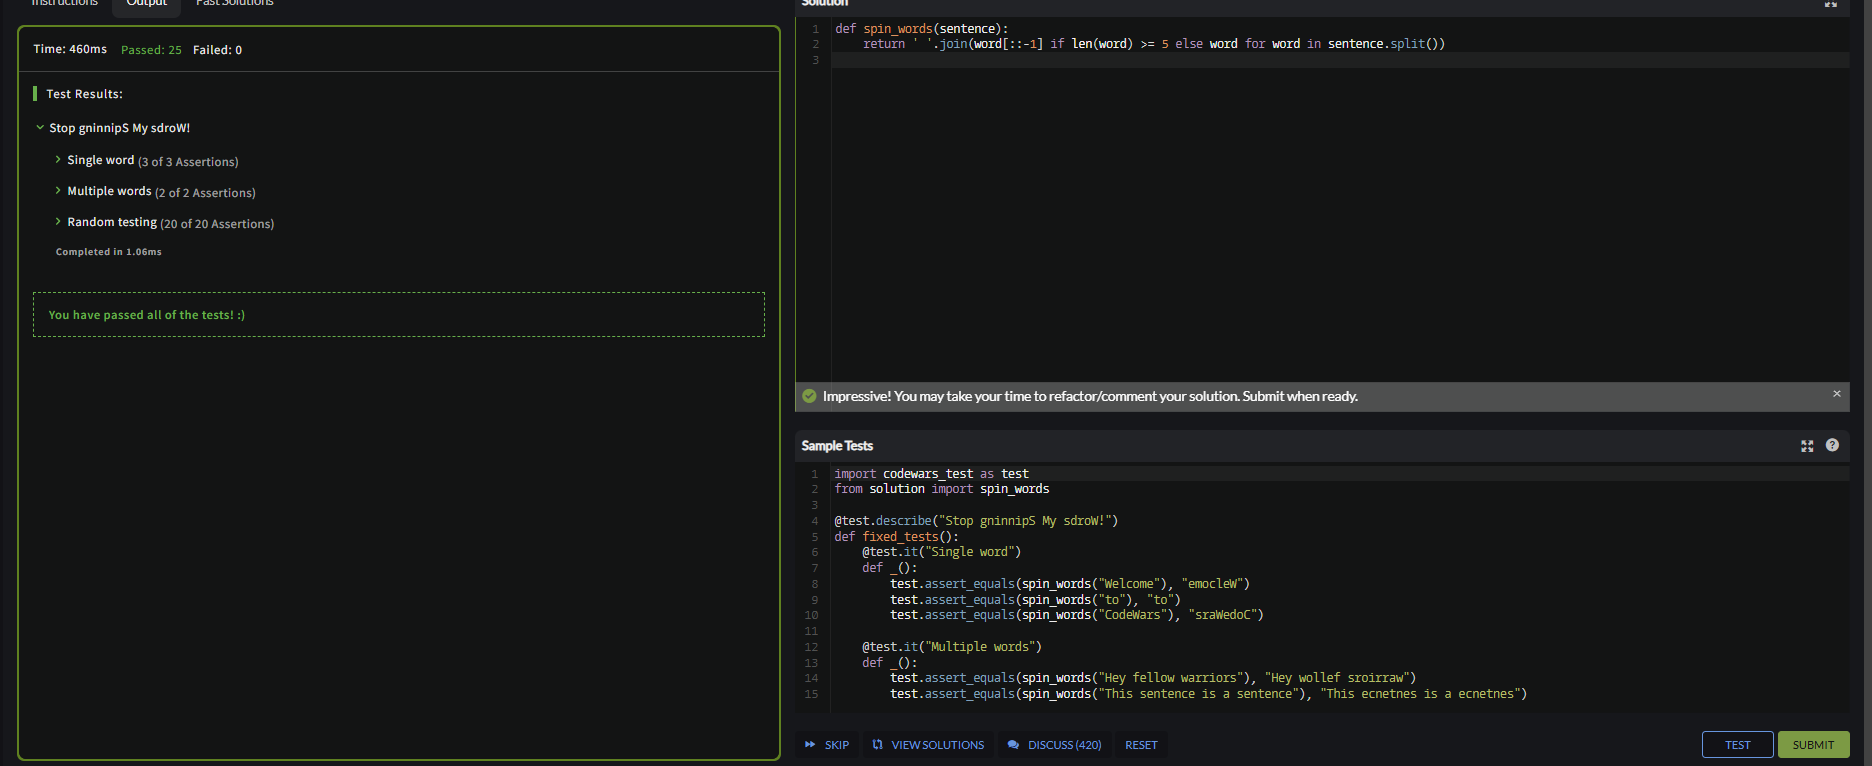 Instructions Output Past Solutions
Time: 460ms Passed: 25 Failed: 0
Test Results:
Stop gninnipS My sdroW!
Single word (3 of 3 Assertions)
Multiple words (2 of 2 Assertions)
Random testing (20 of 20 Assertions)
Completed in 1.06ms
You have passed all of the tests! :)
Solution
1 def spin_words(sentence):
2     return ' '.join(word[::-1] if len(word) >= 5 else word for word in sentence.split())
3
Impressive! You may take your time to refactor/comment your solution. Submit when ready. ×
Sample Tests ?
1 import codewars_test as test
2 from solution import spin_words
3
4 @test.describe("Stop gninnipS My sdroW!")
5 def fixed_tests():
6     @test.it("Single word")
7     def _():
8         test.assert_equals(spin_words("Welcome"), "emocleW")
9         test.assert_equals(spin_words("to"), "to")
10         test.assert_equals(spin_words("CodeWars"), "sraWedoC")
11
12     @test.it("Multiple words")
13     def _():
14         test.assert_equals(spin_words("Hey fellow warriors"), "Hey wollef sroirraw")
15         test.assert_equals(spin_words("This sentence is a sentence"), "This ecnetnes is a ecnetnes")
SKIP VIEW SOLUTIONS DISCUSS (420) RESET TEST SUBMIT